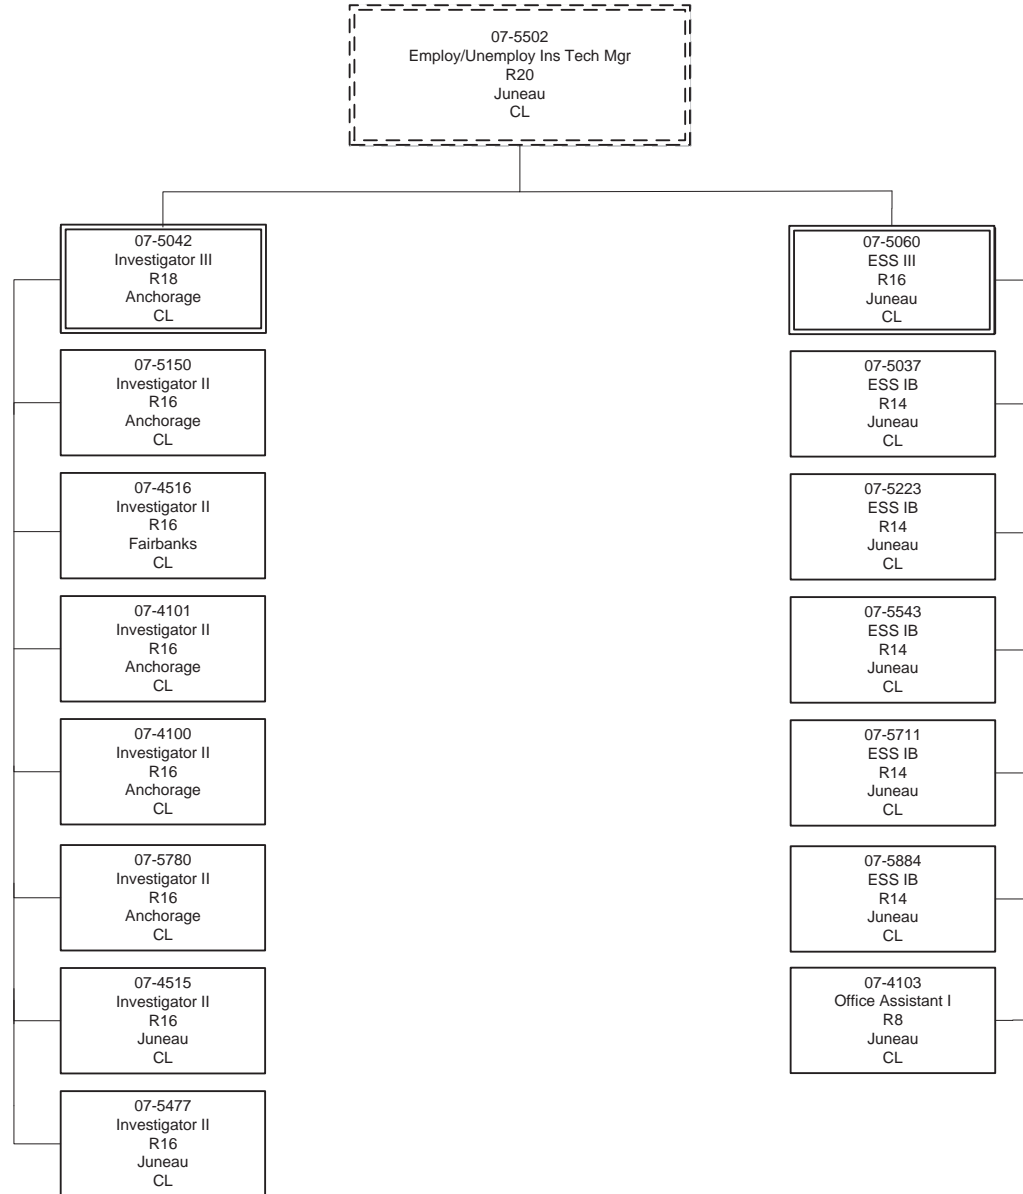 07-5502
Employ/Unemploy Ins Tech Mgr
R20
Juneau
CL
07-5042
Investigator III
R18
Anchorage
CL
07-5150
Investigator II
R16
Anchorage
CL
07-4516
Investigator II
R16
Fairbanks
CL
07-4101
Investigator II
R16
Anchorage
CL
07-4100
Investigator II
R16
Anchorage
CL
07-5780
Investigator II
R16
Anchorage
CL
07-4515
Investigator II
R16
Juneau
CL
07-5477
Investigator II
R16
Juneau
CL
07-5060
ESS III
R16
Juneau
CL
07-5037
ESS IB
R14
Juneau
CL
07-5223
ESS IB
R14
Juneau
CL
07-5543
ESS IB
R14
Juneau
CL
07-5711
ESS IB
R14
Juneau
CL
07-5884
ESS IB
R14
Juneau
CL
07-4103
Office Assistant I
R8
Juneau
CL